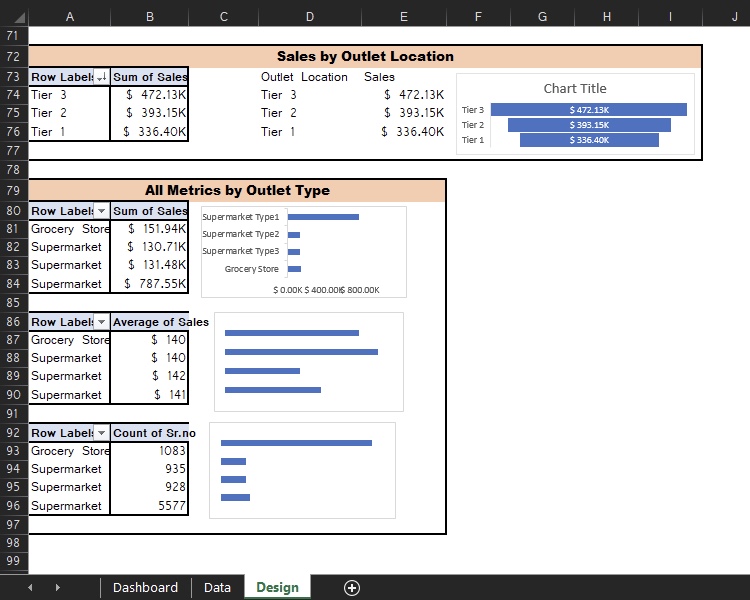 A B C D E F G H I J
71
72 Sales by Outlet Location
73 Row Labels Sum of Sales Outlet Location Sales
74 Tier 3 $ 472.13K Tier 3 $ 472.13K
75 Tier 2 $ 393.15K Tier 2 $ 393.15K
76 Tier 1 $ 336.40K Tier 1 $ 336.40K
77
Chart Title
Tier 3 $ 472.13K
Tier 2 $ 393.15K
Tier 1 $ 336.40K
78
79 All Metrics by Outlet Type
80 Row Labels Sum of Sales
81 Grocery Store $ 151.94K
82 Supermarket $ 130.71K
83 Supermarket $ 131.48K
84 Supermarket $ 787.55K
Supermarket Type1
Supermarket Type2
Supermarket Type3
Grocery Store
$ 0.00K $ 400.00K $ 800.00K
85
86 Row Labels Average of Sales
87 Grocery Store $ 140
88 Supermarket $ 140
89 Supermarket $ 142
90 Supermarket $ 141
91
92 Row Labels Count of Sr.no
93 Grocery Store 1083
94 Supermarket 935
95 Supermarket 928
96 Supermarket 5577
97
98
99
Dashboard Data Design